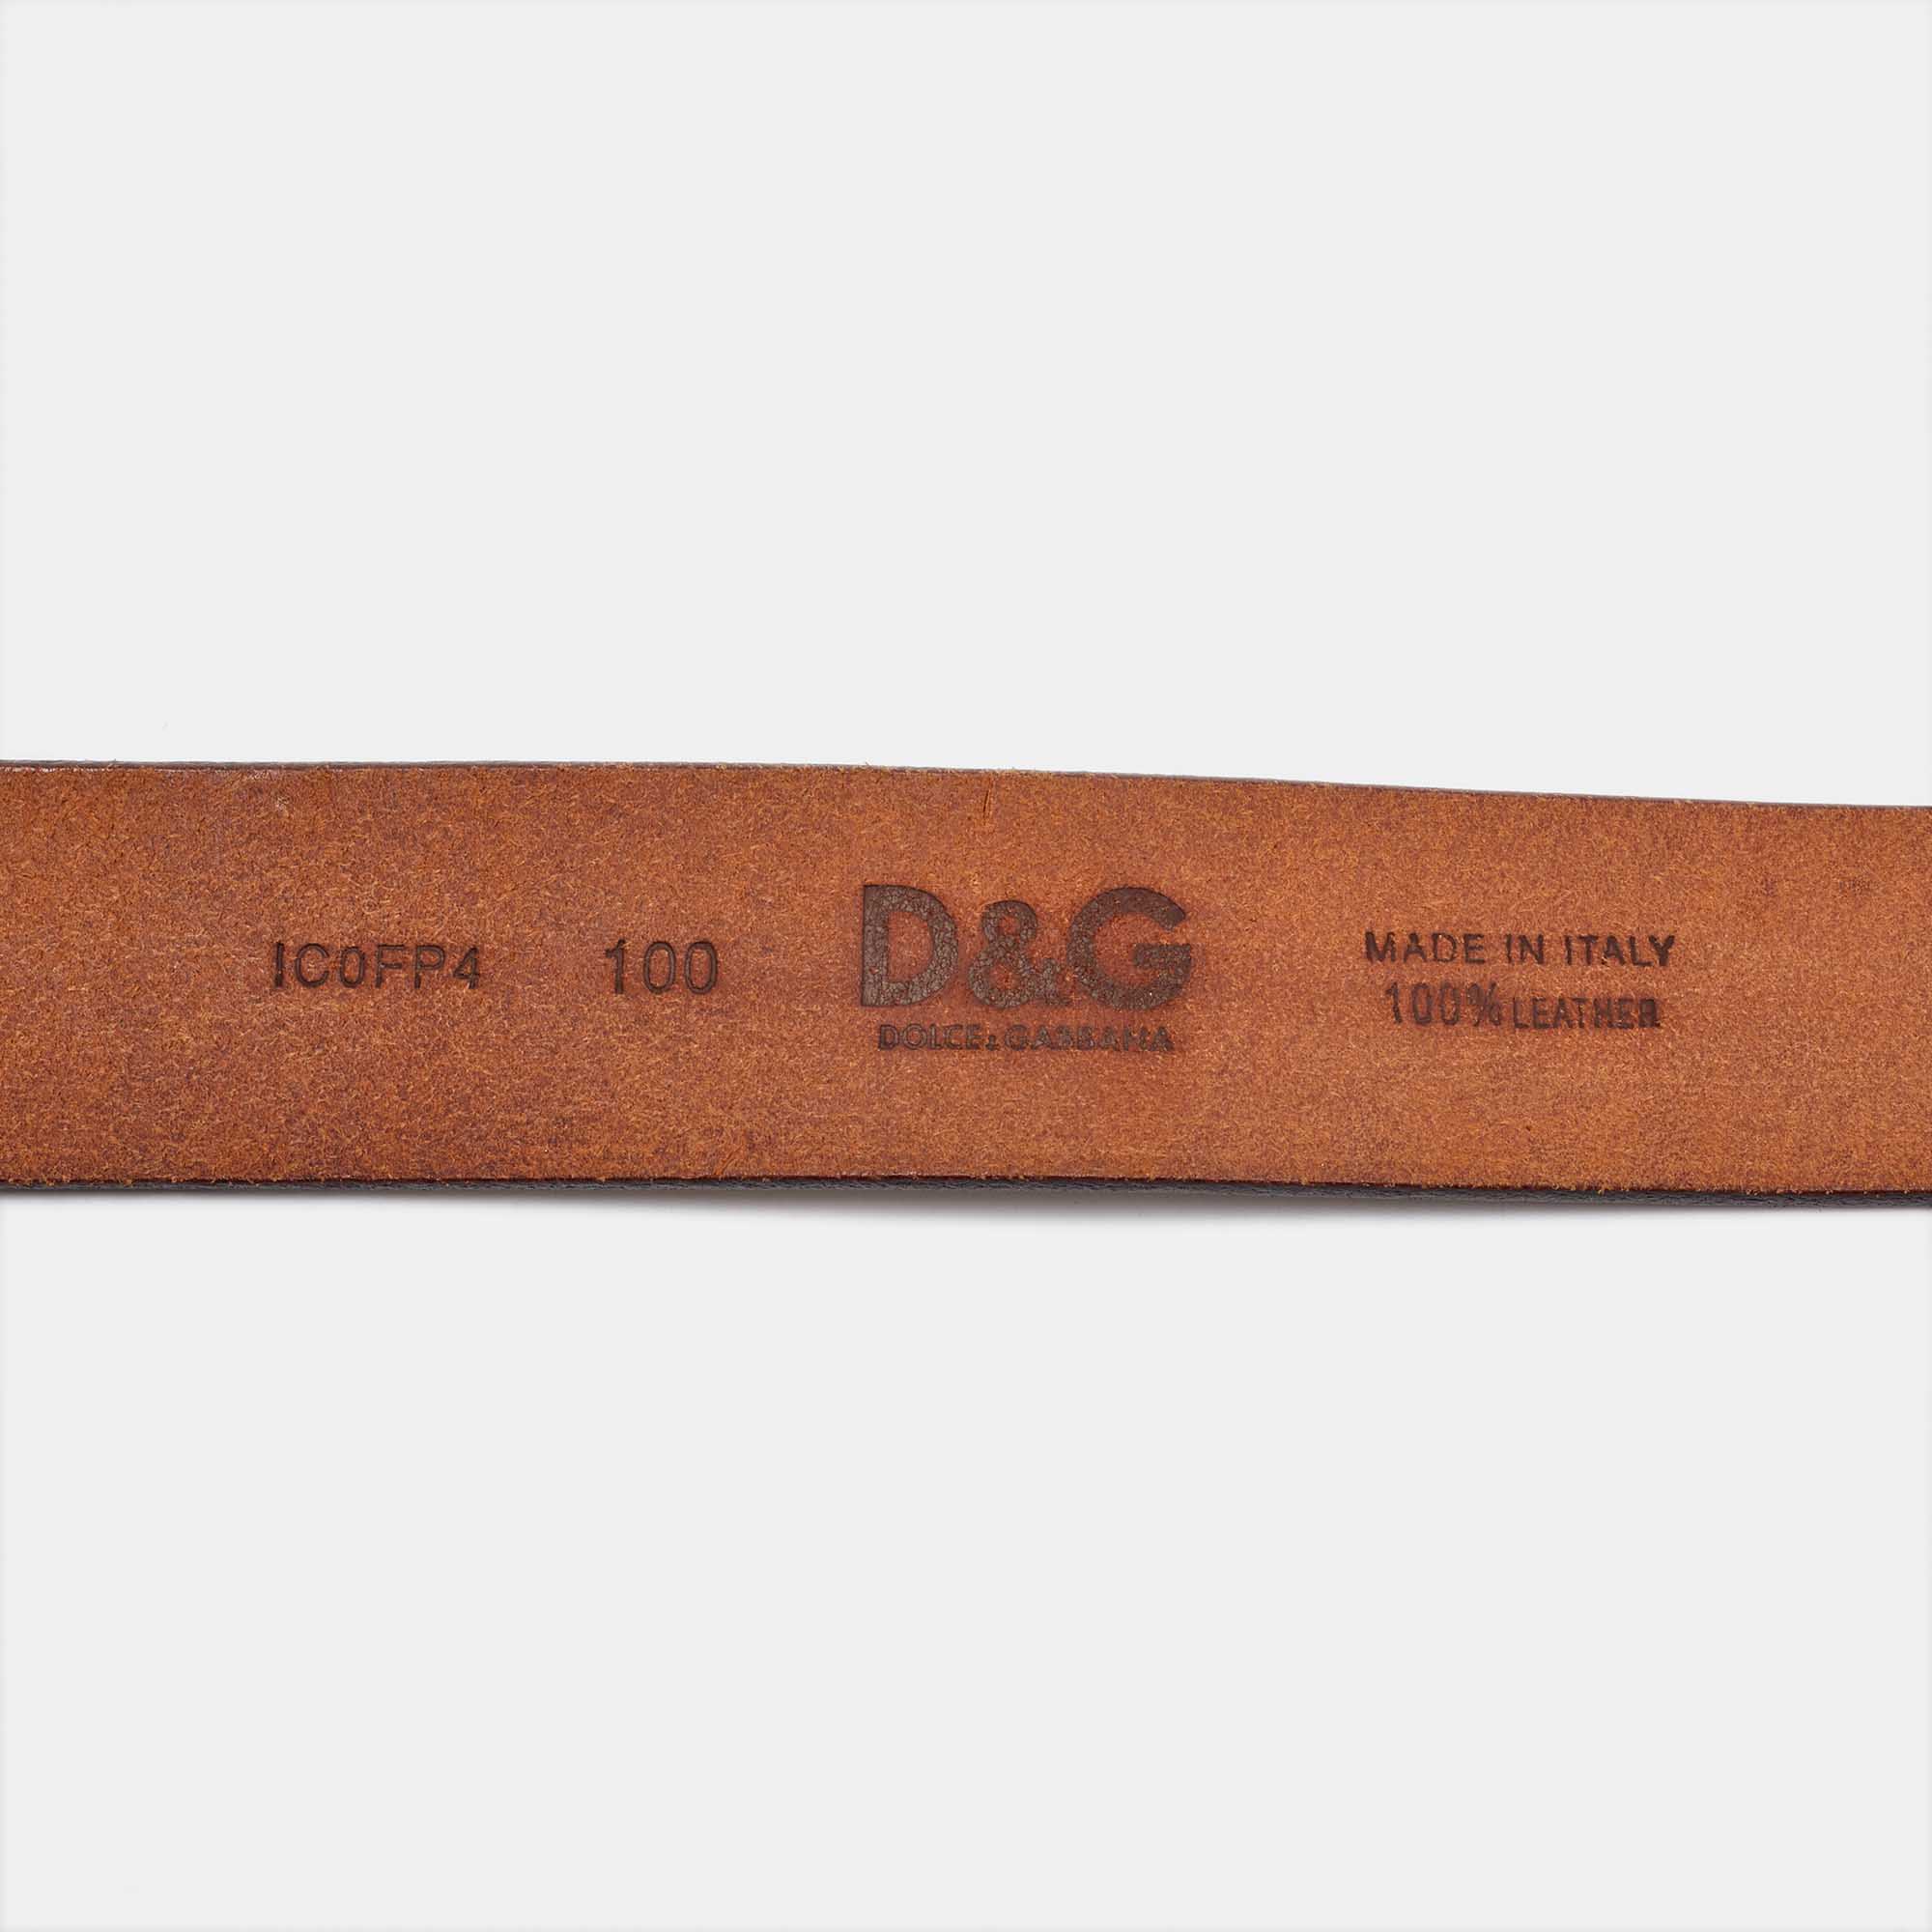 IC0FP4 100
D&G
DOLCE & GABBANA
MADE IN ITALY
100% LEATHER